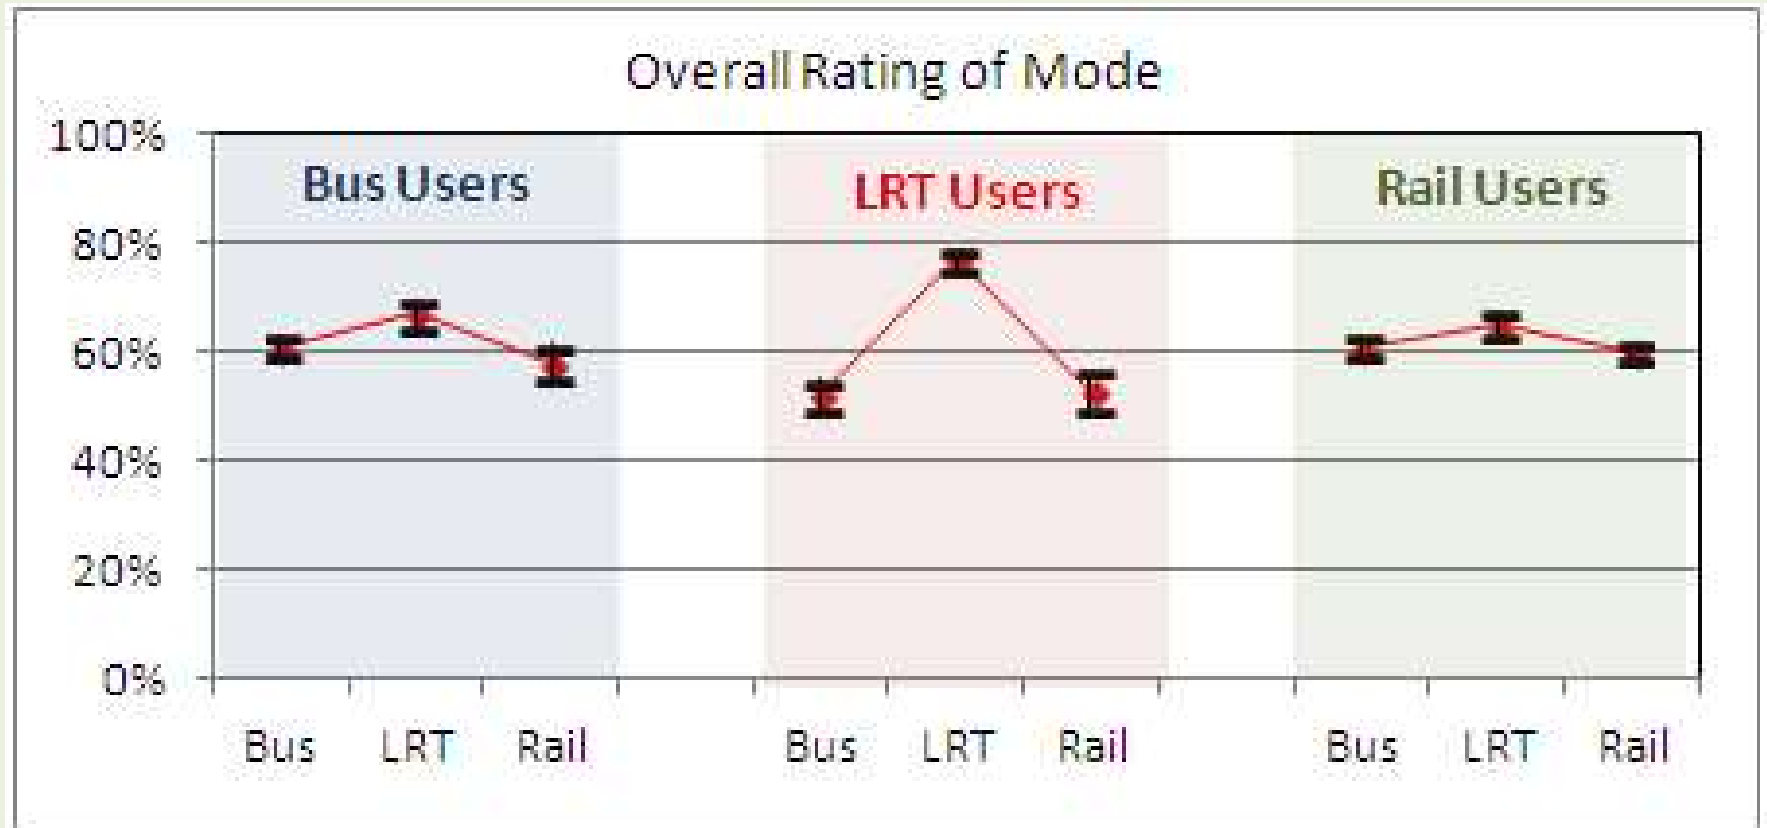 Overall Rating of Mode
100%
Bus Users
LRT Users
Rail Users
80%
60%
40%
20%
0%
Bus LRT Rail Bus LRT Rail Bus LRT Rail